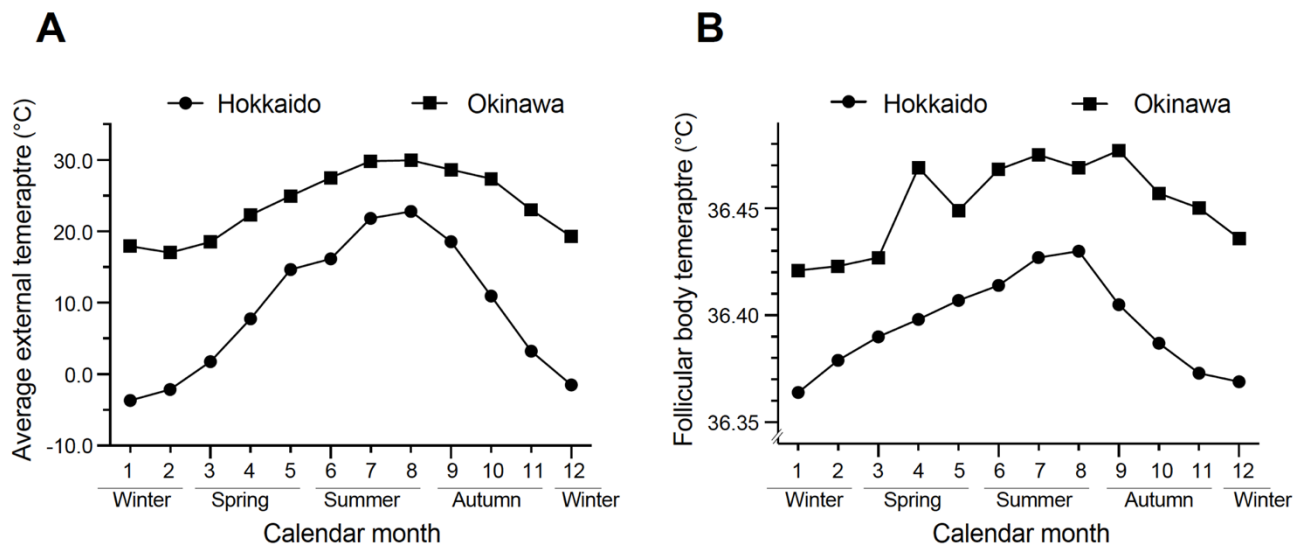 A
Hokkaido Okinawa
Average external temeraptre (°C)
30.0
20.0
10.0
0.0
-10.0
1 2 3 4 5 6 7 8 9 10 11 12
Winter Spring Summer Autumn Winter
Calendar month
B
Hokkaido Okinawa
Follicular body temeraptre (°C)
36.45
36.40
36.35
1 2 3 4 5 6 7 8 9 10 11 12
Winter Spring Summer Autumn Winter
Calendar month